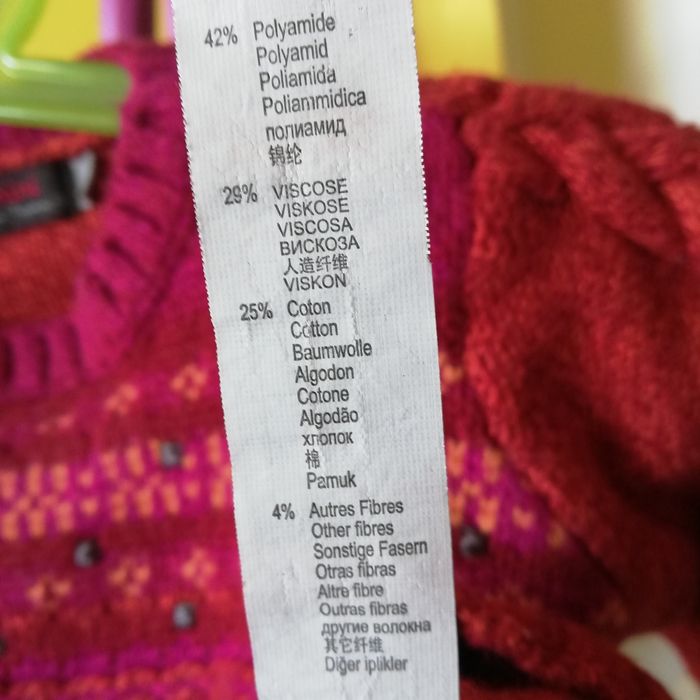 42% Polyamide
Polyamid
Poliamida
Poliammidica
полиамид
锦纶
29% VISCOSE
VISKOSE
VISCOSA
ВИСКОЗА
人造纤维
VISKON
25% Coton
Cotton
Baumwolle
Algodon
Cotone
Algodão
хлопок
棉
Pamuk
4% Autres Fibres
Other fibres
Sonstige Fasern
Otras fibras
Altre fibre
Outras fibras
другие волокна
其它纤维
Diğer iplikler